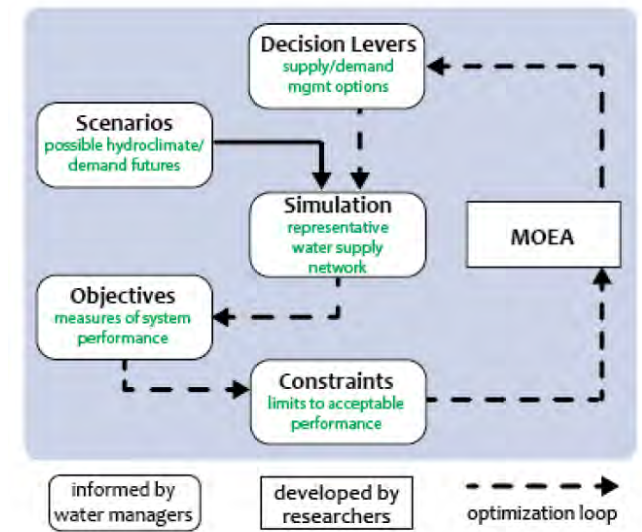 Decision Levers
supply/demand
mgmt options
Scenarios
possible hydroclimate/
demand futures
Simulation
representative
water supply
network
MOEA
Objectives
measures of system
performance
Constraints
limits to acceptable
performance
informed by
water managers
developed by
researchers
optimization loop